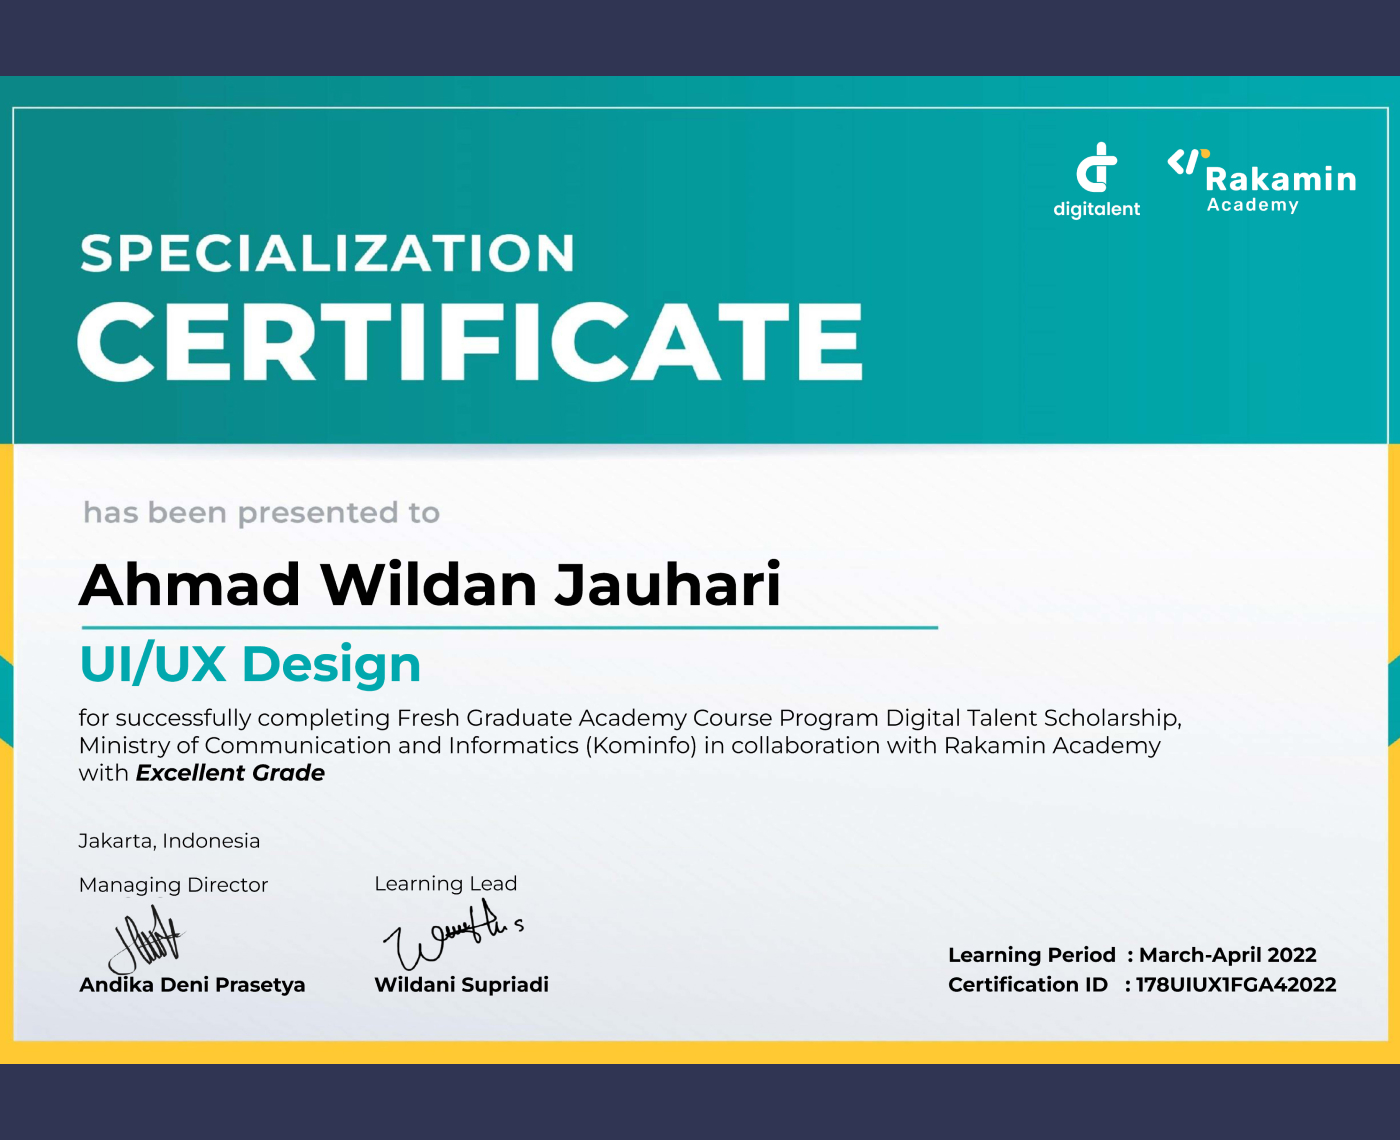 digitalent
Rakamin
Academy
SPECIALIZATION
CERTIFICATE
has been presented to
Ahmad Wildan Jauhari
UI/UX Design
for successfully completing Fresh Graduate Academy Course Program Digital Talent Scholarship,
Ministry of Communication and Informatics (Kominfo) in collaboration with Rakamin Academy
with Excellent Grade
Jakarta, Indonesia
Managing Director
Learning Lead
Andika Deni Prasetya
Wildani Supriadi
Learning Period : March-April 2022
Certification ID : 178UIUX1FGA42022